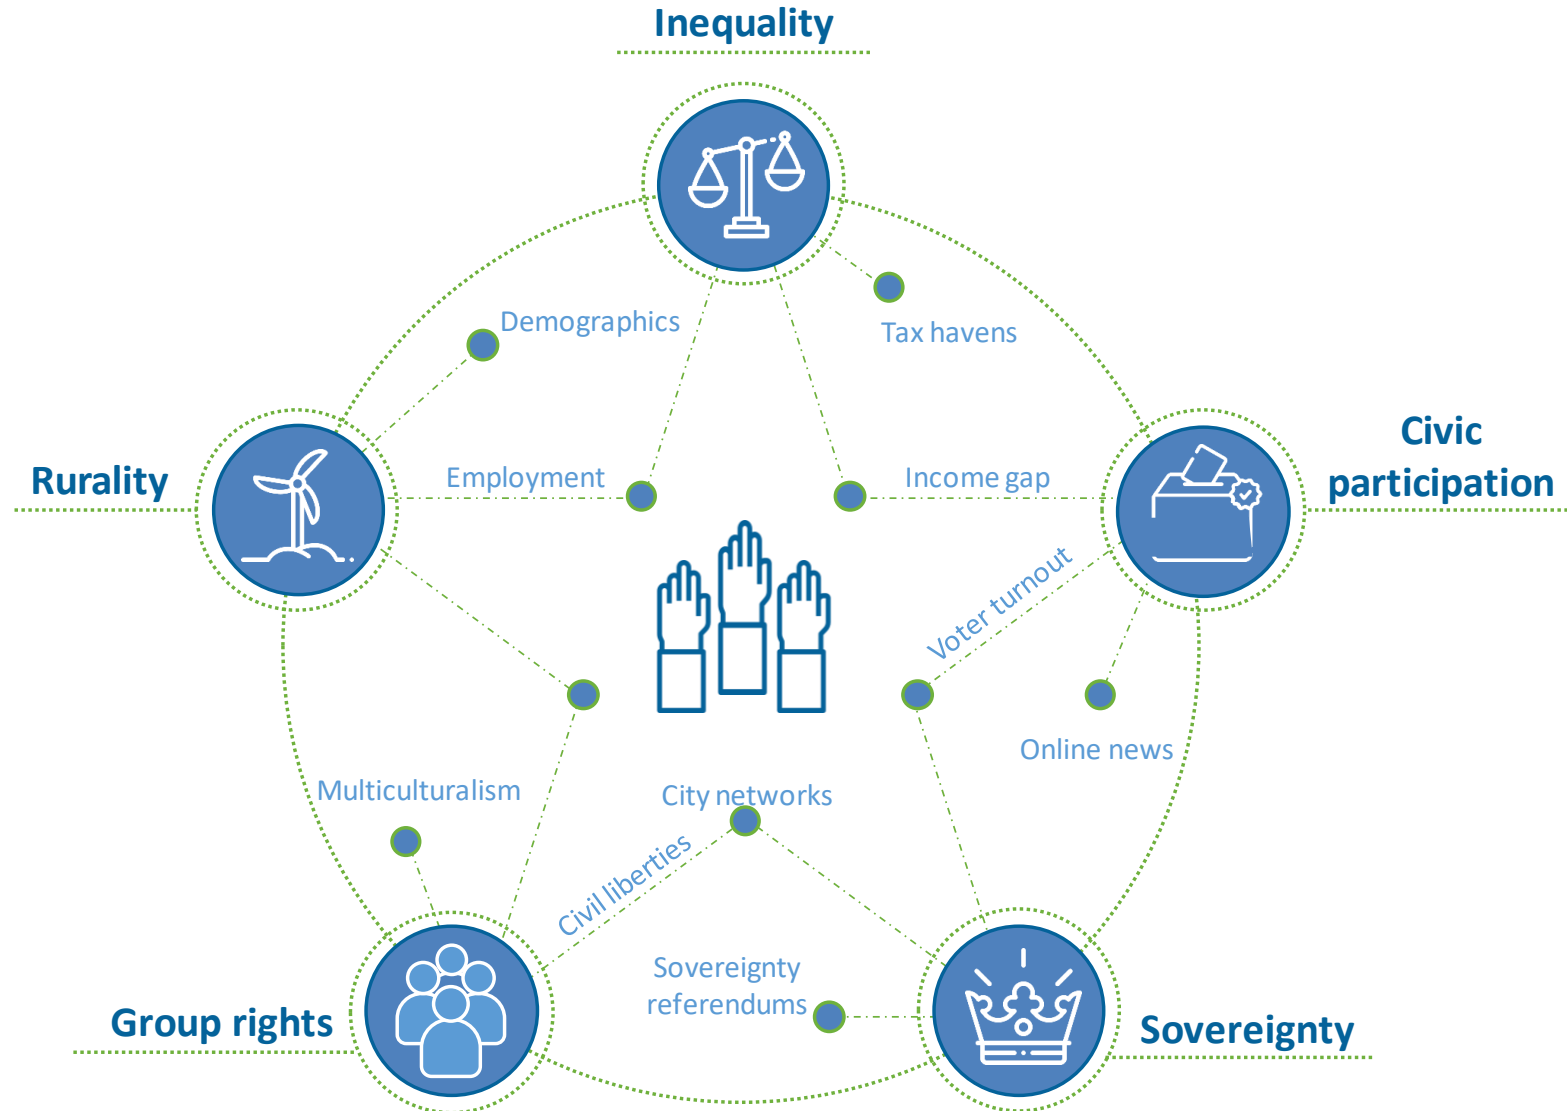 Inequality
Demographics
Tax havens
Civic
participation
Rurality
Employment
Income gap
Voter turnout
Online news
Multiculturalism
City networks
Civil liberties
Sovereignty
referendums
Group rights
Sovereignty